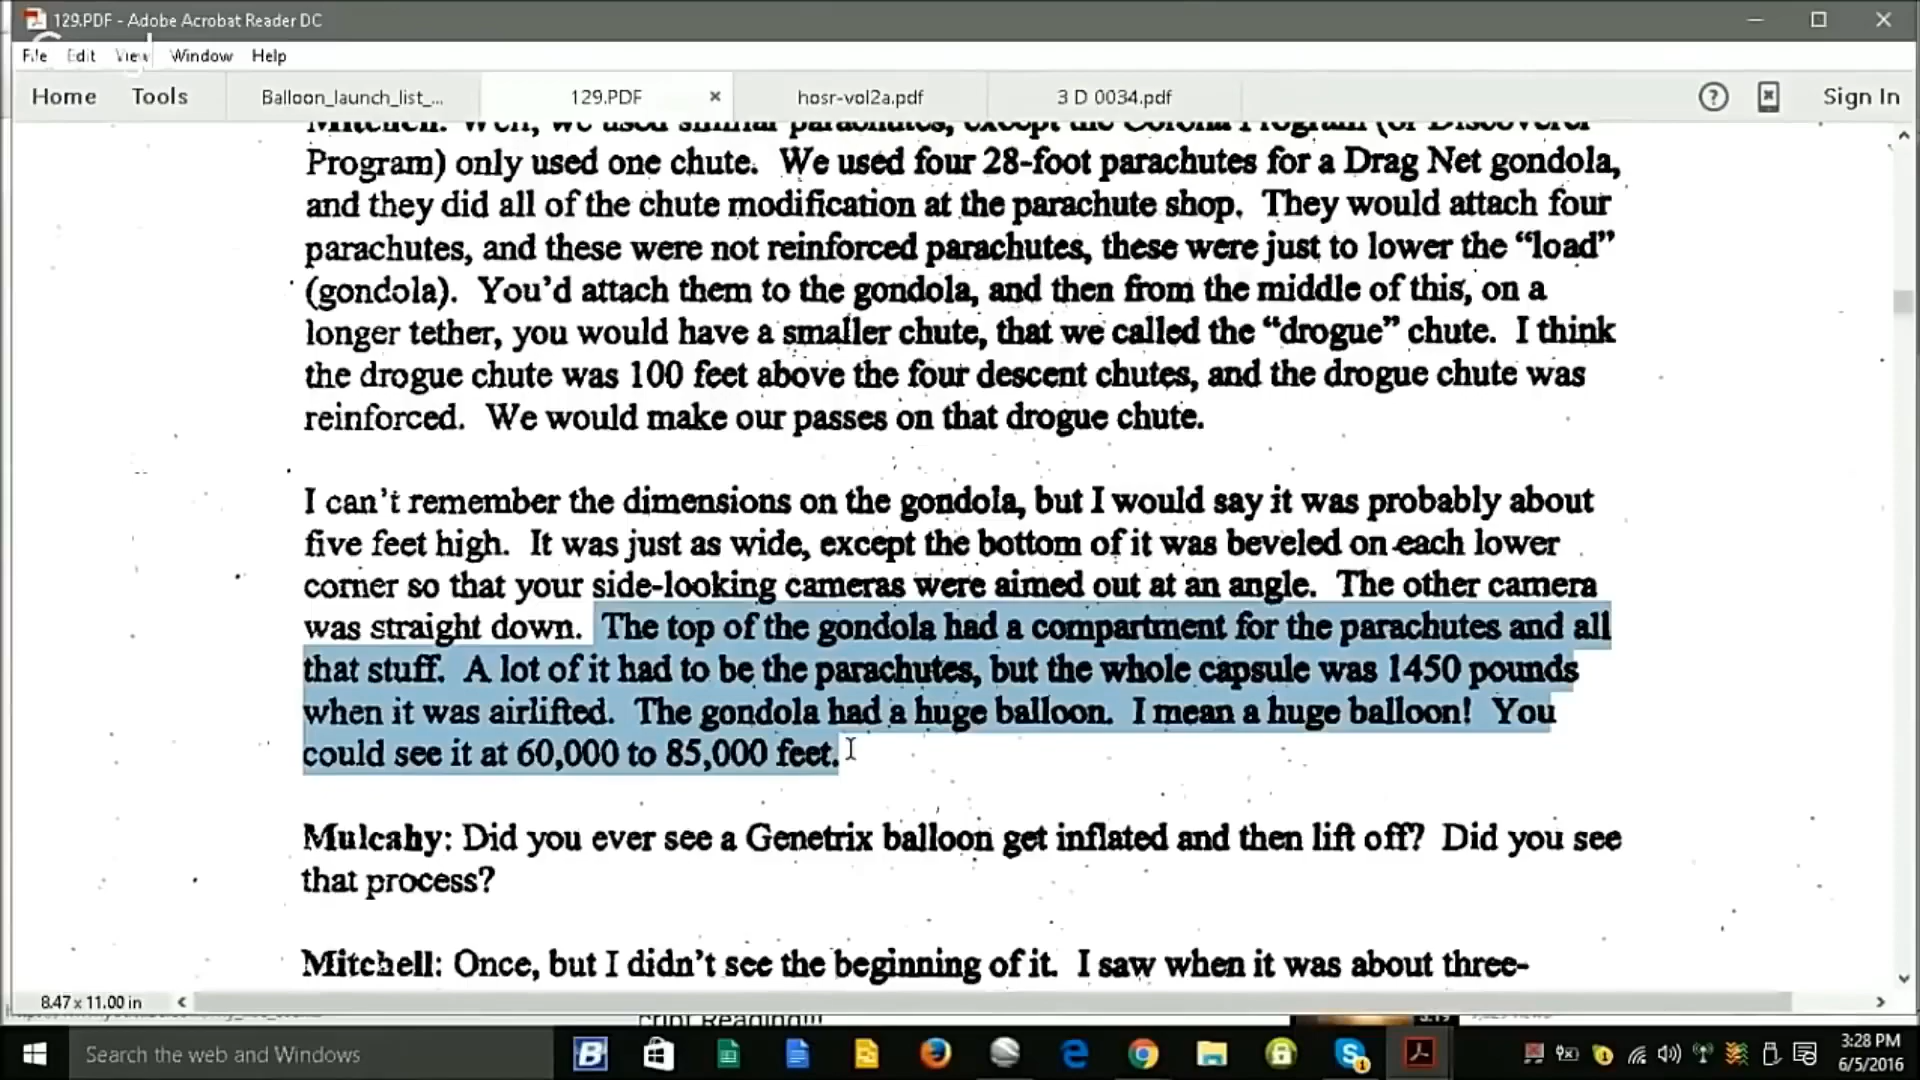 129.PDF - Adobe Acrobat Reader DC
File Edit View Window Help
Home Tools Balloon_launch_list_... 129.PDF × hosr-vol2a.pdf 3 D 0034.pdf Sign In
Mitchell: Well, we used similar parachutes, except the Corona Program (or Discoverer
Program) only used one chute. We used four 28-foot parachutes for a Drag Net gondola,
and they did all of the chute modification at the parachute shop. They would attach four
parachutes, and these were not reinforced parachutes, these were just to lower the “load”
(gondola). You’d attach them to the gondola, and then from the middle of this, on a
longer tether, you would have a smaller chute, that we called the “drogue” chute. I think
the drogue chute was 100 feet above the four descent chutes, and the drogue chute was
reinforced. We would make our passes on that drogue chute.
I can’t remember the dimensions on the gondola, but I would say it was probably about
five feet high. It was just as wide, except the bottom of it was beveled on each lower
corner so that your side-looking cameras were aimed out at an angle. The other camera
was straight down. The top of the gondola had a compartment for the parachutes and all
that stuff. A lot of it had to be the parachutes, but the whole capsule was 1450 pounds
when it was airlifted. The gondola had a huge balloon. I mean a huge balloon! You
could see it at 60,000 to 85,000 feet.
Mulcahy: Did you ever see a Genetrix balloon get inflated and then lift off? Did you see
that process?
Mitchell: Once, but I didn’t see the beginning of it. I saw when it was about three-
8.47 x 11.00 in
cript Reading!!!
Search the web and Windows
3:28 PM
6/5/2016